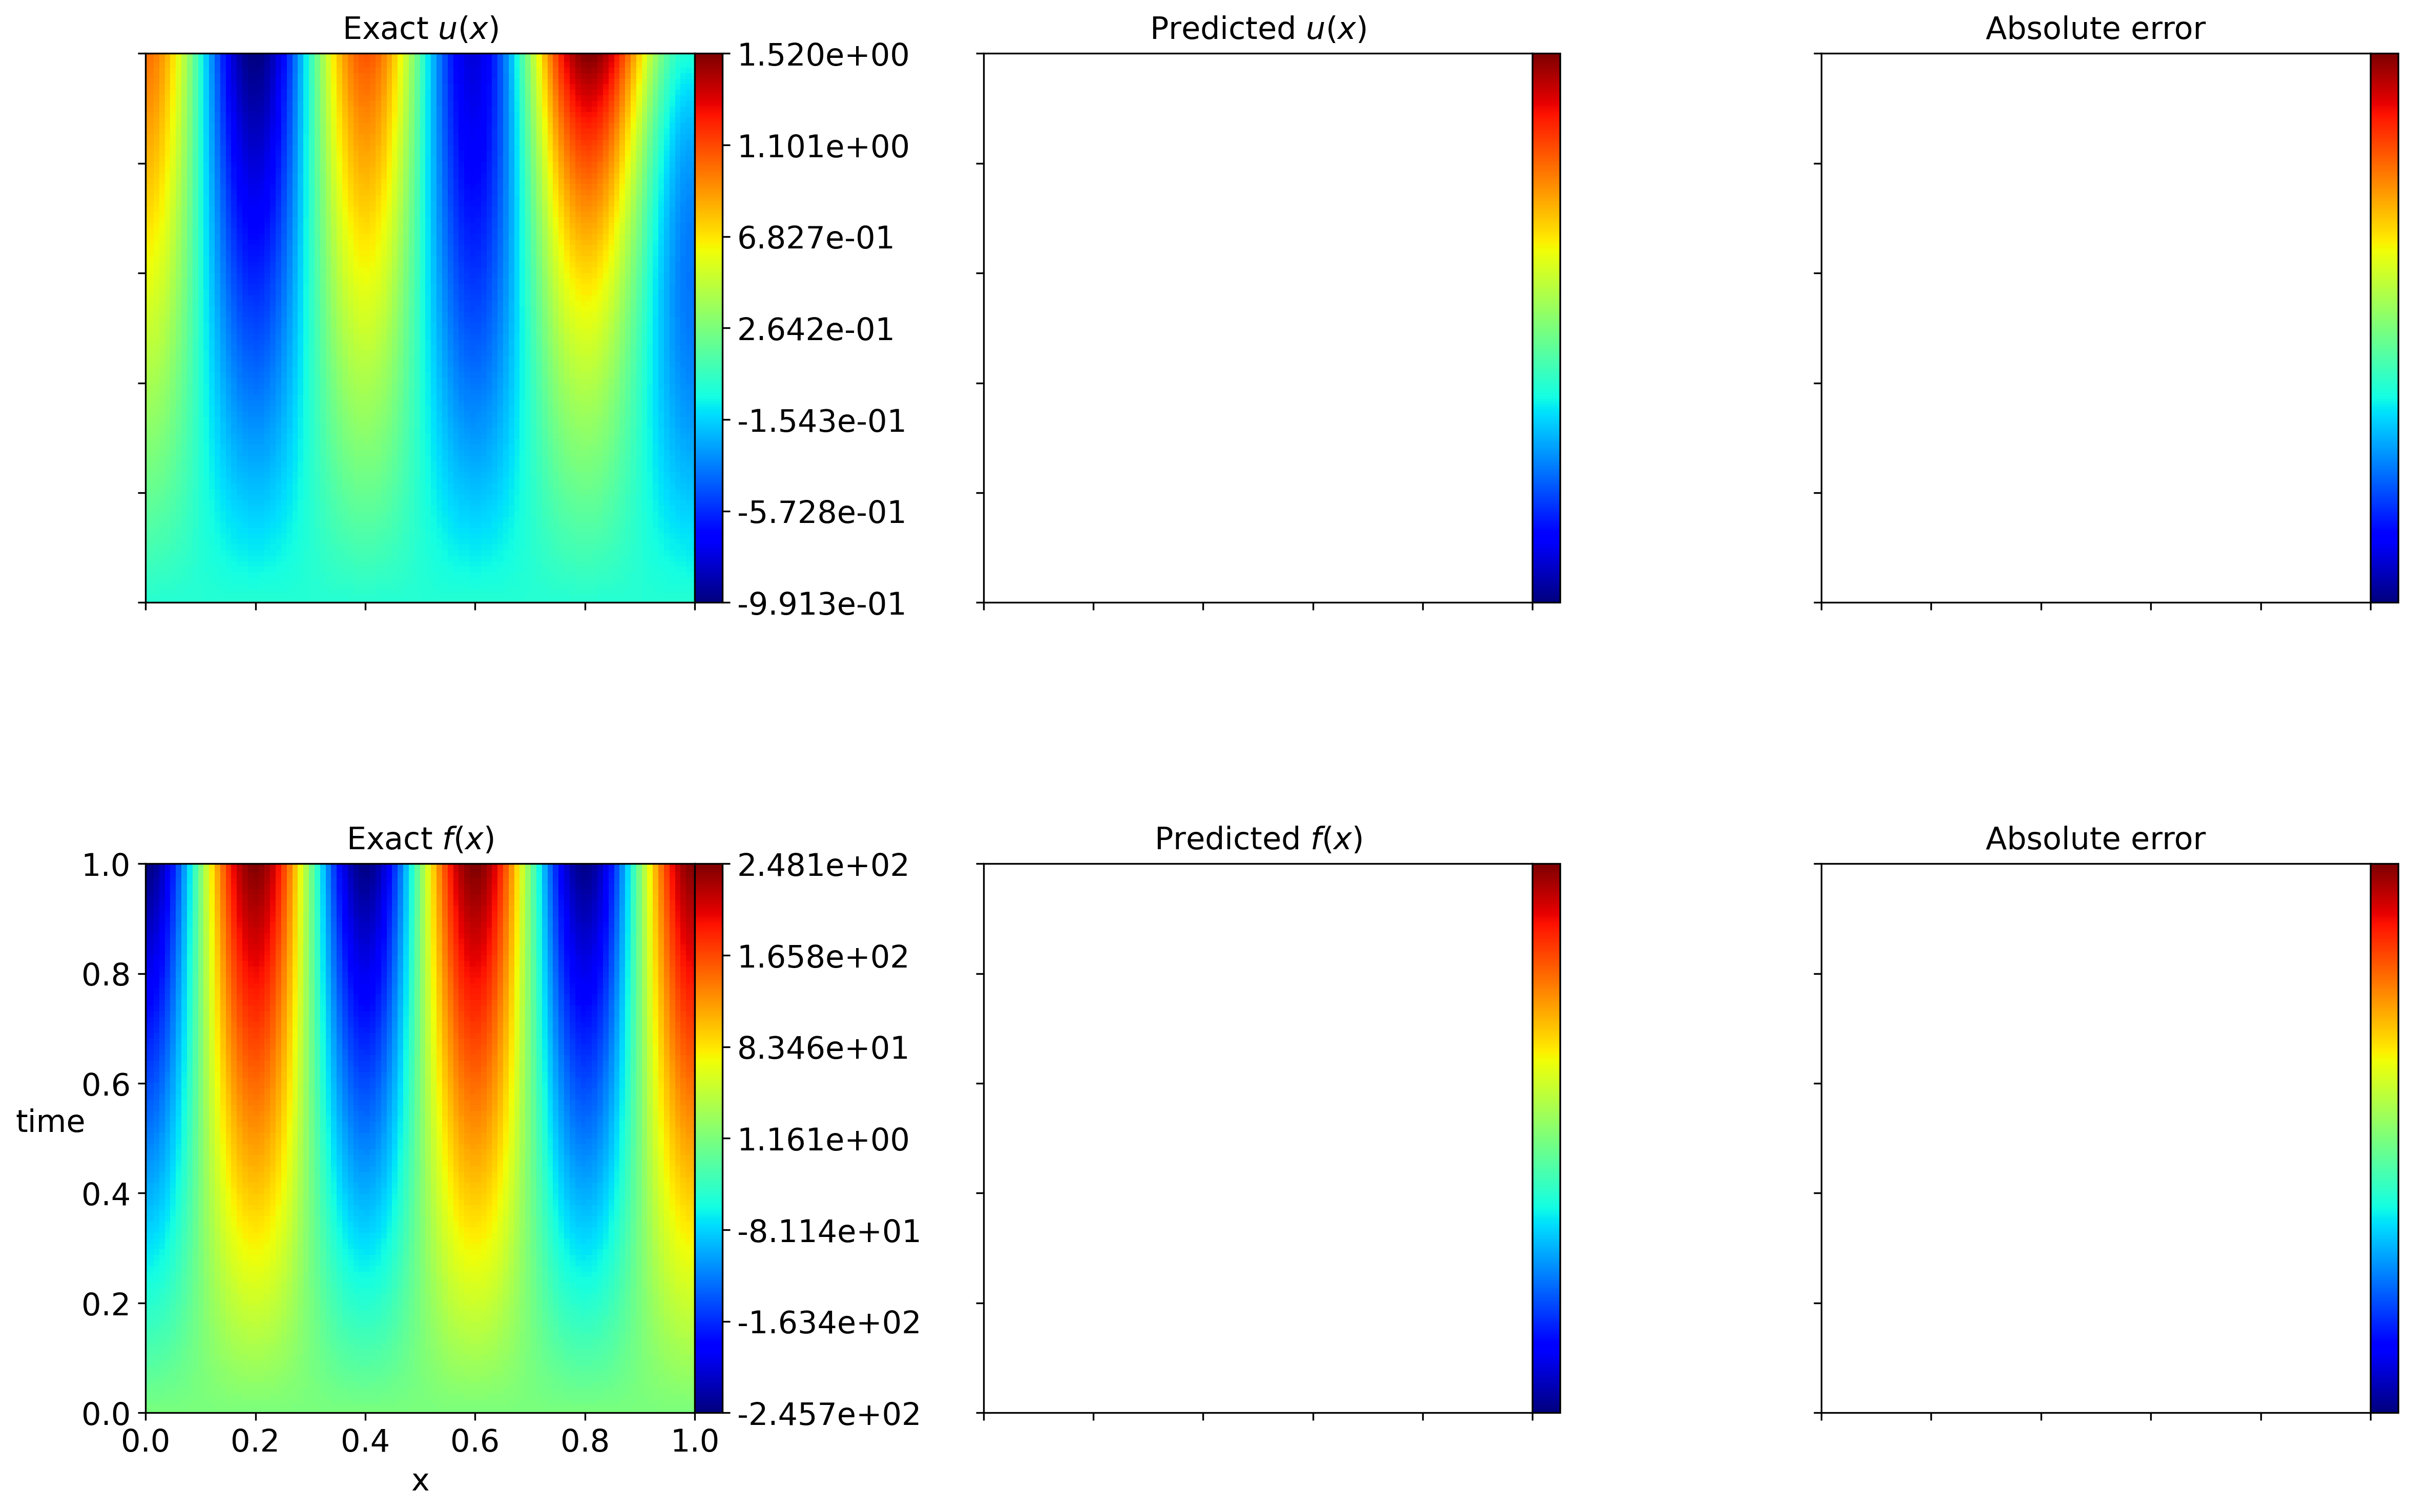 Exact u(x)
Predicted u(x)
Absolute error
1.520e+00
1.101e+00
6.827e-01
2.642e-01
-1.543e-01
-5.728e-01
-9.913e-01
Exact f(x)
Predicted f(x)
Absolute error
1.0
0.8
0.6
time
0.4
0.2
0.0
2.481e+02
1.658e+02
8.346e+01
1.161e+00
-8.114e+01
-1.634e+02
-2.457e+02
0.0 0.2 0.4 0.6 0.8 1.0
x